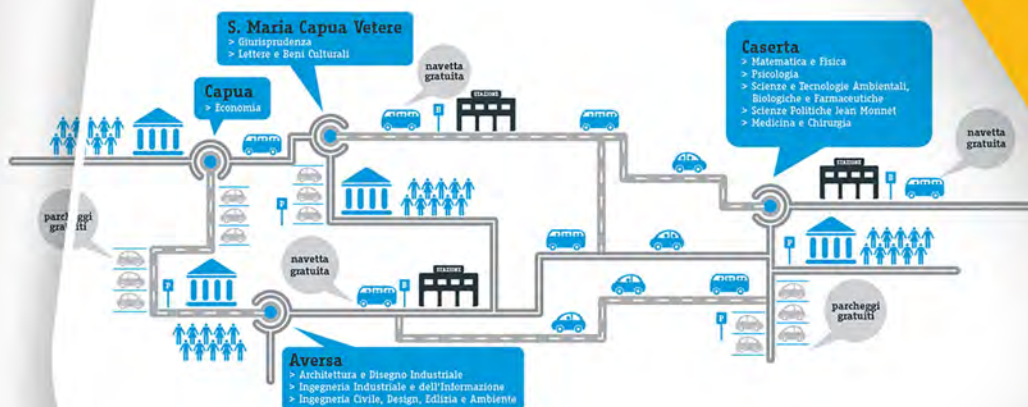 S. Maria Capua Vetere
> Giurisprudenza
> Lettere e Beni Culturali
navetta
gratuita
STAZIONE
Capua
> Economia
Caserta
> Matematica e Fisica
> Psicologia
> Scienze e Tecnologie Ambientali,
Biologiche e Farmaceutiche
> Scienze Politiche Jean Monnet
> Medicina e Chirurgia
navetta
gratuita
STAZIONE
parcheggi
gratuiti
P
B
B
P
P
navetta
gratuita
B
STAZIONE
parcheggi
gratuiti
P
Aversa
> Architettura e Disegno Industriale
> Ingegneria Industriale e dell'Informazione
> Ingegneria Civile, Design, Edlizia e Ambiente